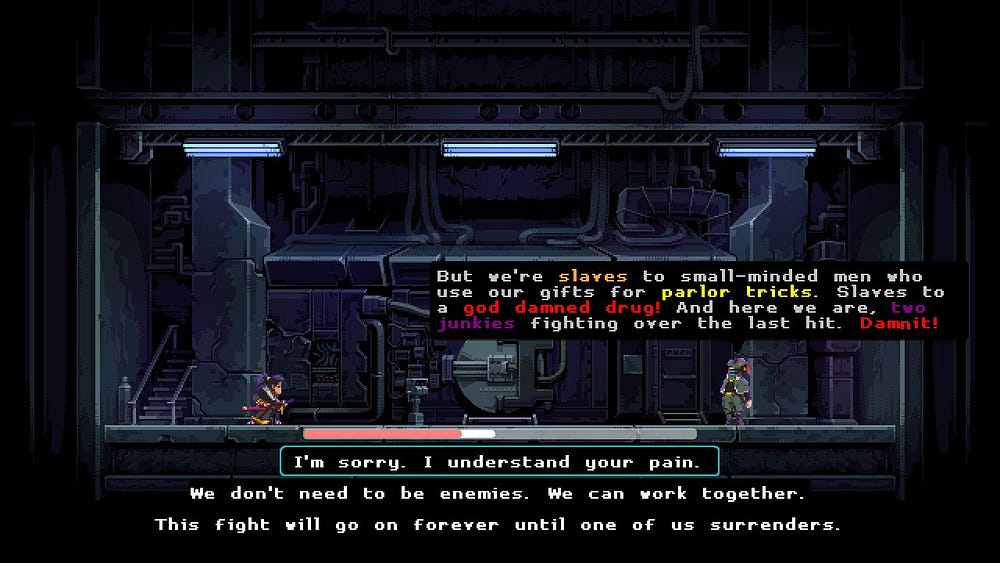 But we're slaves to small-minded men who
use our gifts for parlor tricks. Slaves to
a god damned drug! And here we are, two
junkies fighting over the last hit. Damnit!
I'm sorry. I understand your pain.
We don't need to be enemies. We can work together.
This fight will go on forever until one of us surrenders.